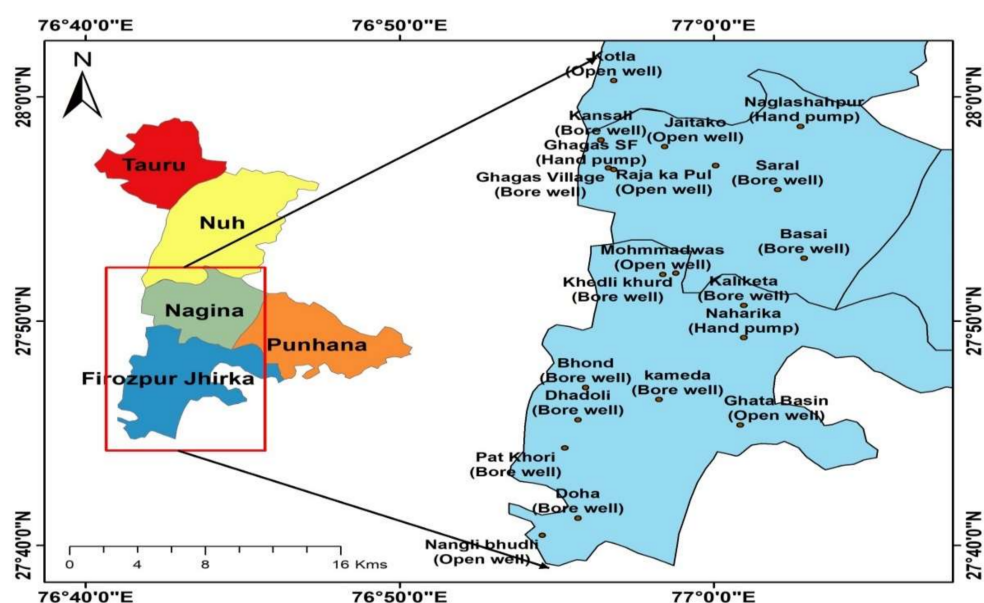 76°40'0"E
76°50'0"E
77°0'0"E
N
Tauru
Nuh
Nagina
Punhana
Firozpur Jhirka
0
4
8
16 Kms
Kotla
(Open well)
Naglashahpur
(Hand pump)
Kansali
(Bore well)
Jaitako
(Open well)
Ghagas SF
(Hand pump)
Ghagas Village
(Bore well)
Raja ka Pul
(Open well)
Saral
(Bore well)
Basai
(Bore well)
Mohmmadwas
(Open well)
Khedli khurd
(Bore well)
Kaliketa
(Bore well)
Naharika
(Hand pump)
Bhond
(Bore well)
kameda
(Bore well)
Dhadoli
(Bore well)
Ghata Basin
(Open well)
Pat Khori
(Bore well)
Doha
(Bore well)
Nangli bhudli
(Open well)
28°0'0"N
27°50'0"N
27°40'0"N
28°0'0"N
27°50'0"N
27°40'0"N
76°40'0"E
76°50'0"E
77°0'0"E